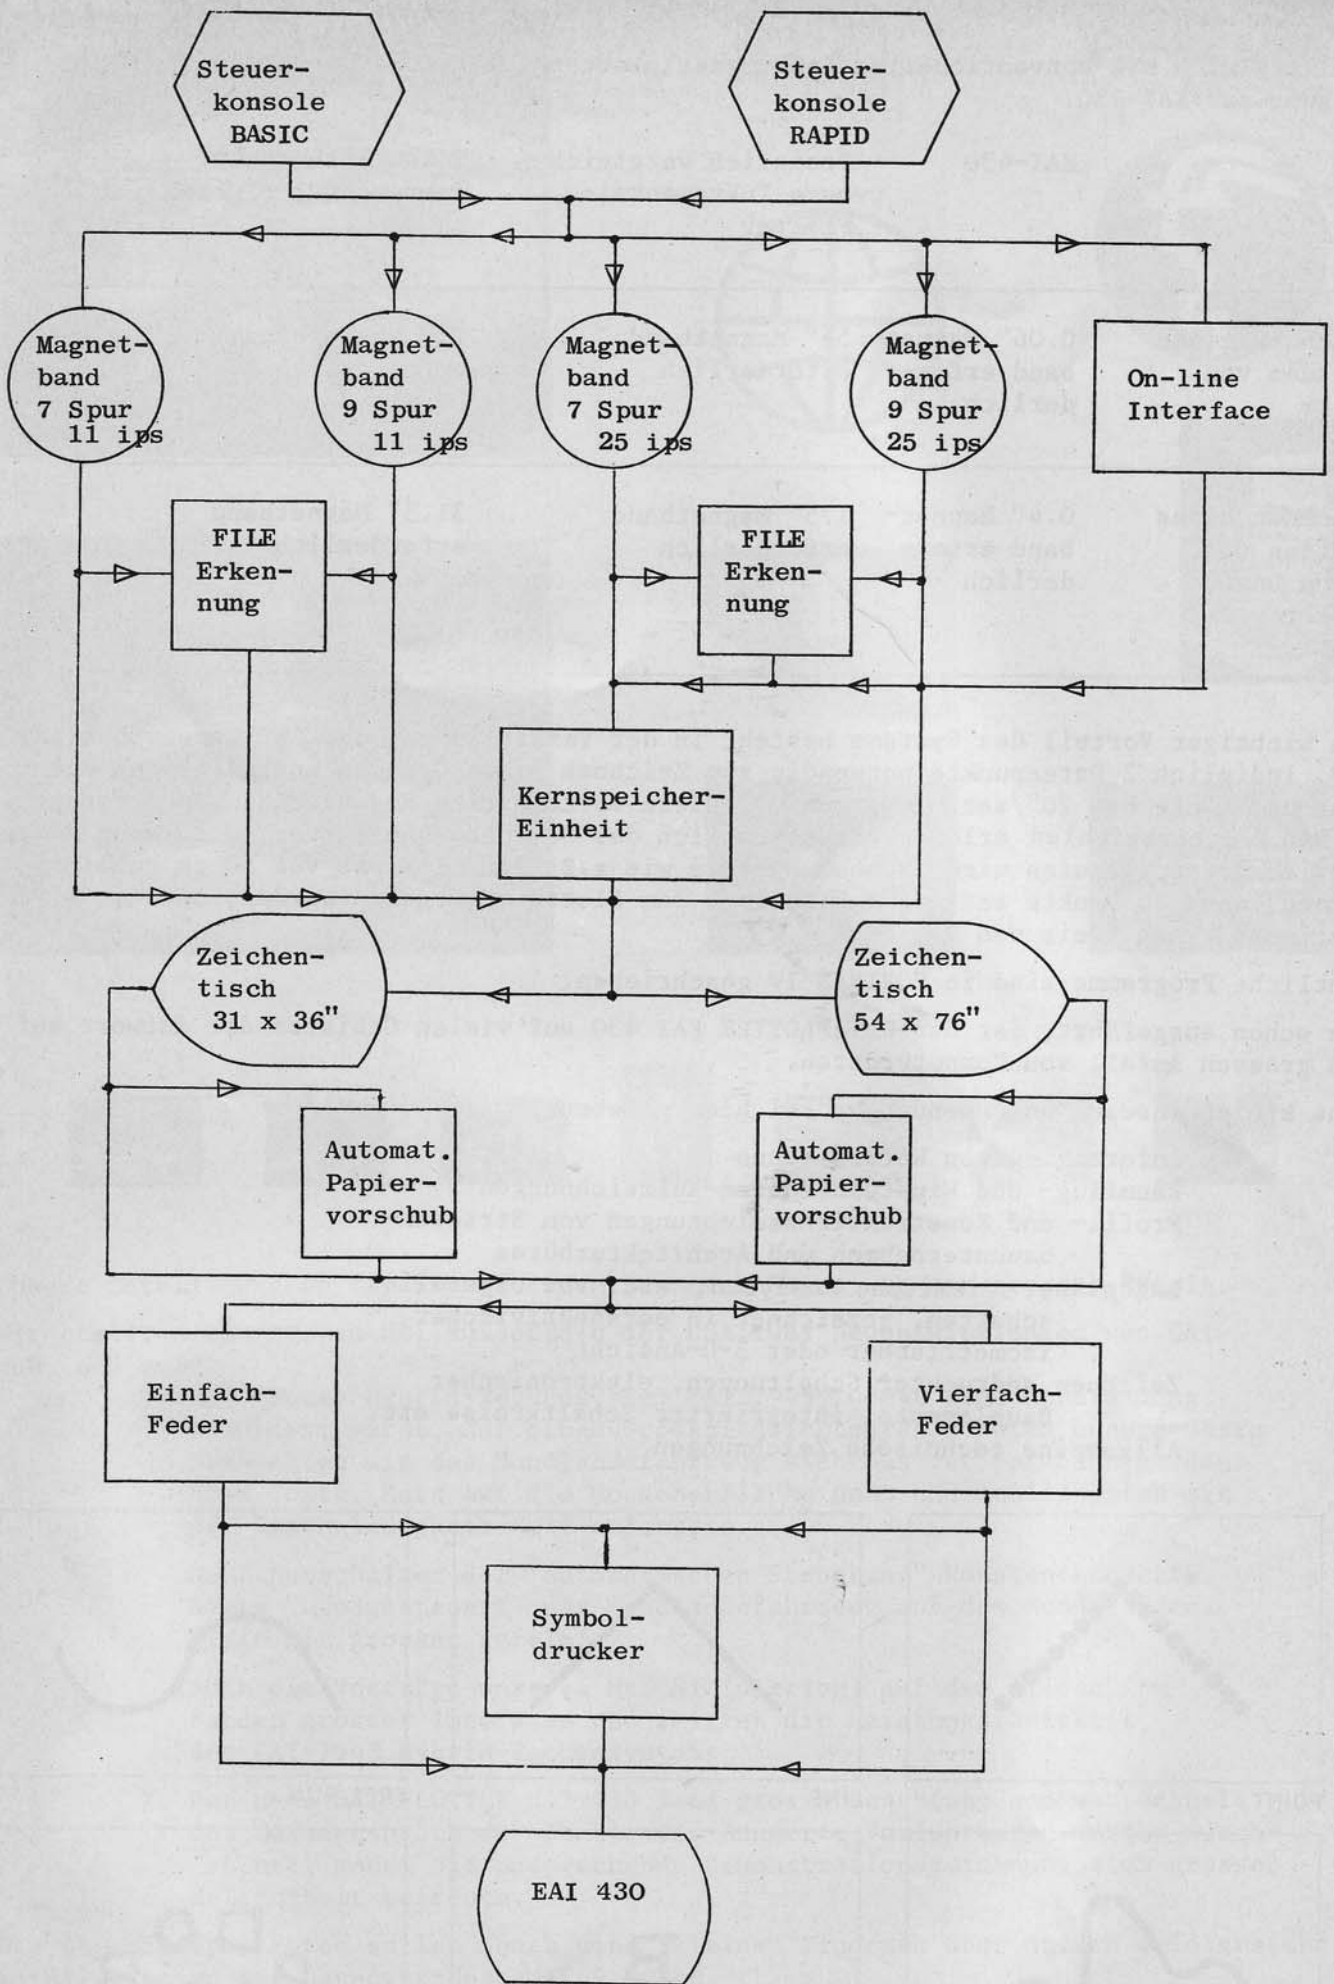 Steuer-
konsole
BASIC
Steuer-
konsole
RAPID
Magnet-
band
7 Spur
11 ips
Magnet-
band
9 Spur
11 ips
Magnet-
band
7 Spur
25 ips
Magnet-
band
9 Spur
25 ips
On-line
Interface
FILE
Erken-
nung
FILE
Erken-
nung
Kernspeicher-
Einheit
Zeichen-
tisch
31 x 36"
Zeichen-
tisch
54 x 76"
Automat.
Papier-
vorschub
Automat.
Papier-
vorschub
Einfach-
Feder
Vierfach-
Feder
Symbol-
drucker
EAI 430